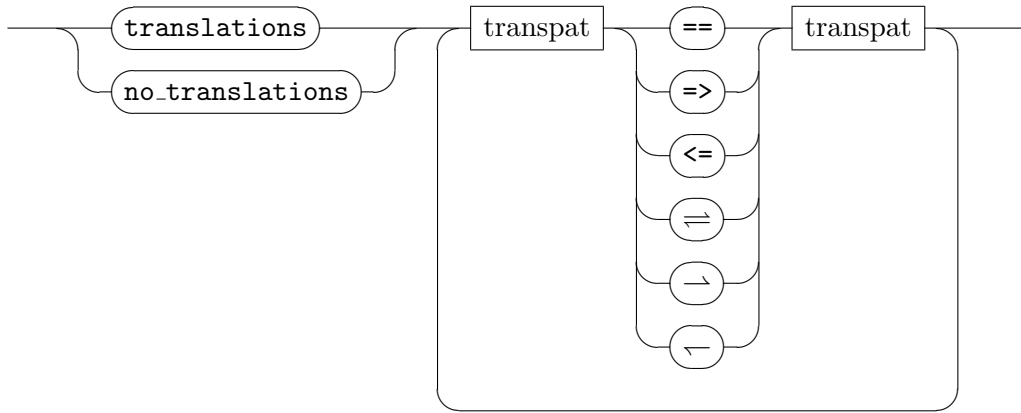 translations transpat == transpat
no_translations =>
<=
⇌
⇀
↽